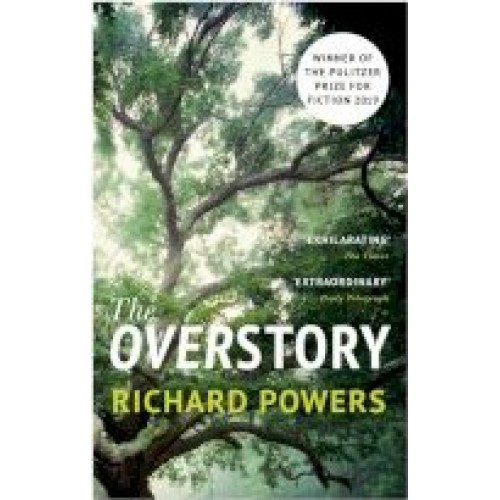 WINNER OF
THE PULITZER
PRIZE FOR
FICTION 2019
'EXHILARATING'
The Times
'EXTRAORDINARY'
Daily Telegraph
The
OVERSTORY
RICHARD POWERS